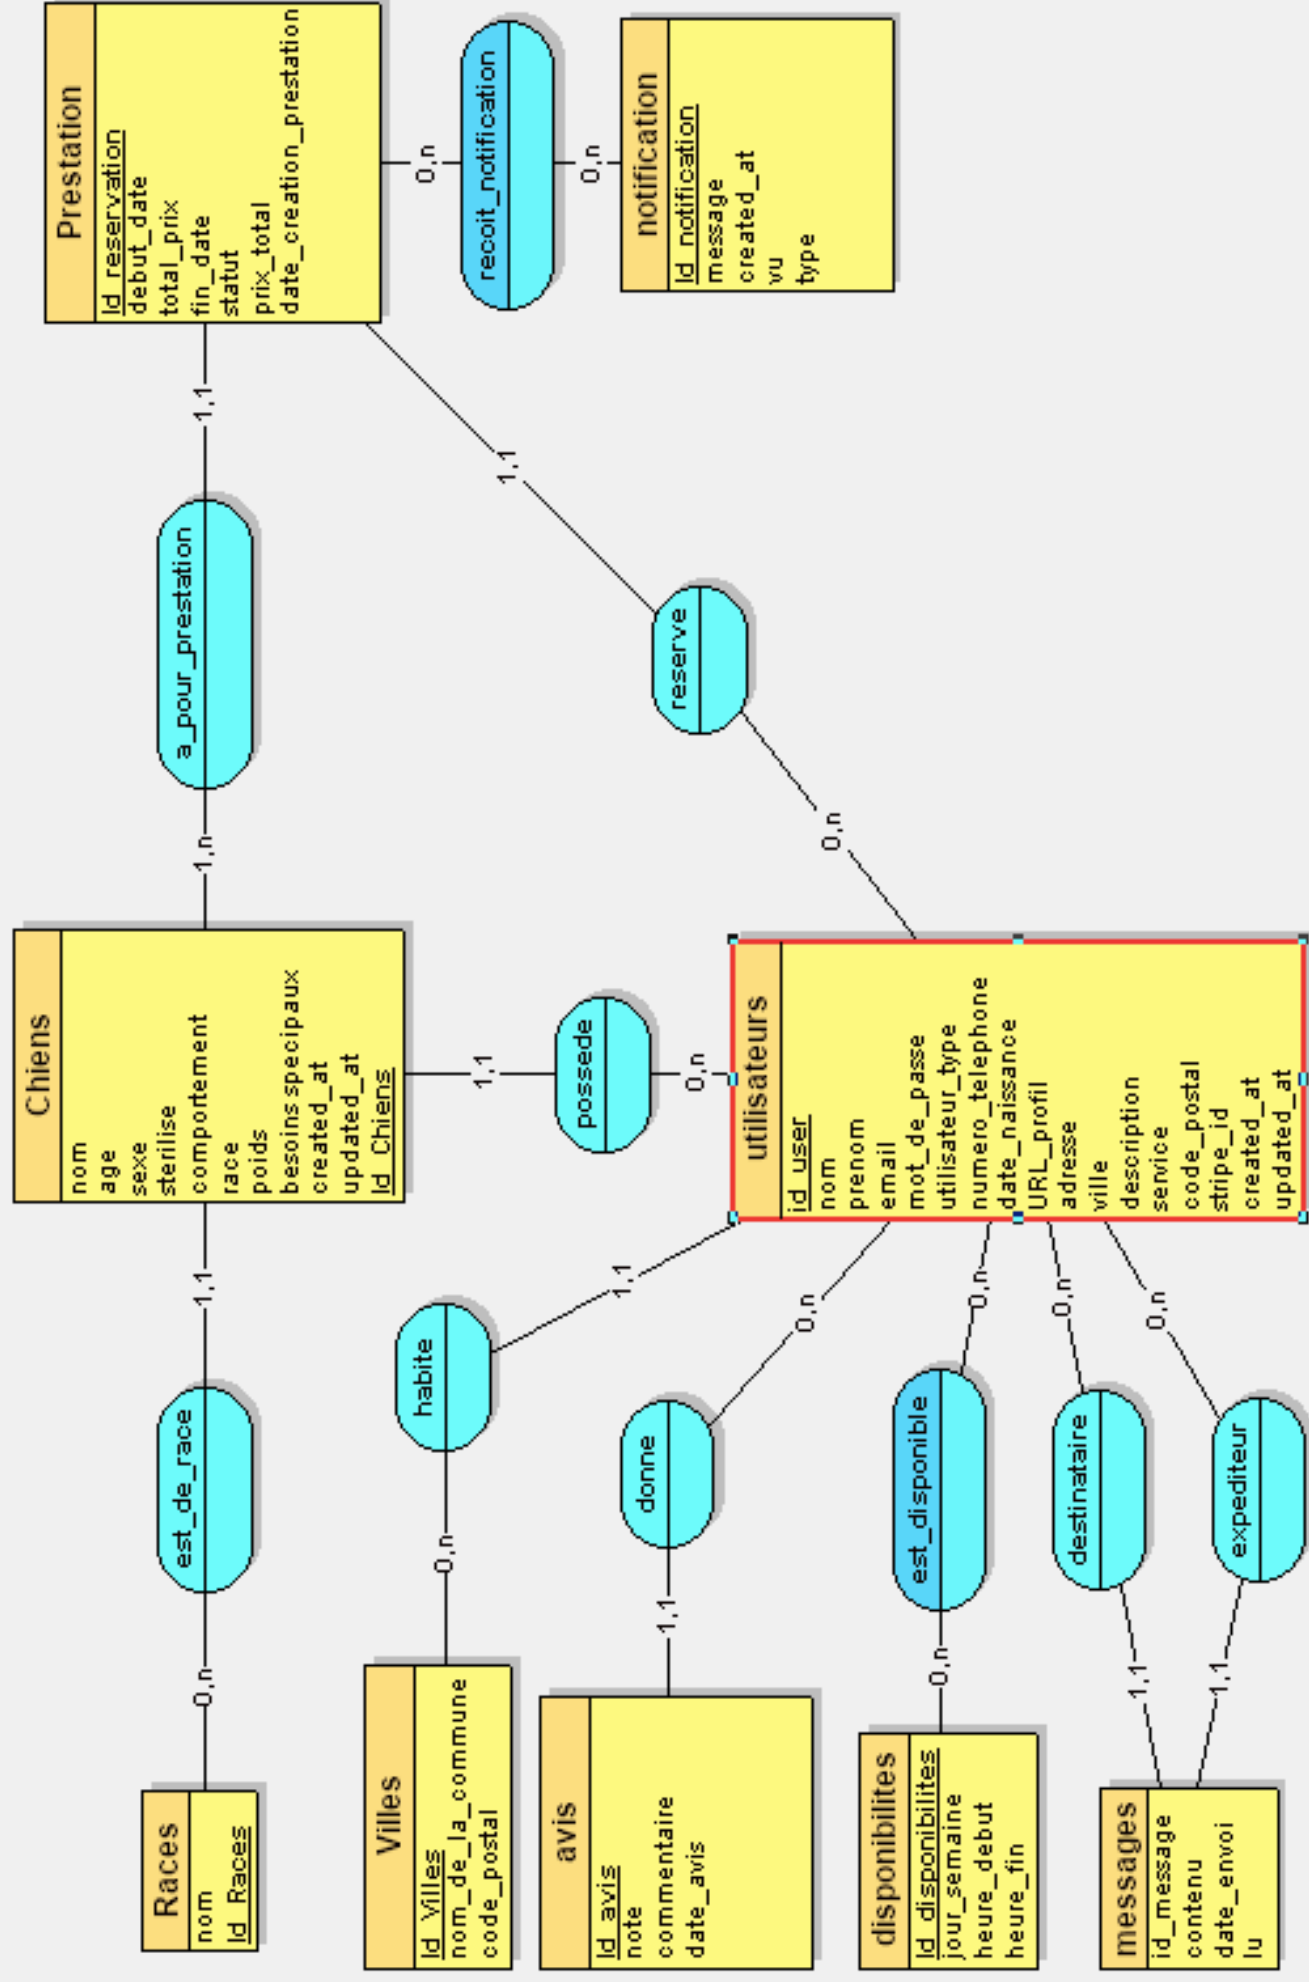 Races
nom
Id_Races
0,n
est_de_race
1,1
Chiens
nom
age
sexe
sterilise
comportement
race
poids
besoins specipaux
created_at
updated_at
Id_Chiens
1,n
a_pour_prestation
1,1
Prestation
Id_reservation
debut_date
total_prix
fin_date
statut
prix_total
date_creation_prestation
0,n
recoit_notification
0,n
notification
Id_notification
message
created_at
vu
type
1,1
possede
0,n
1,1
reserve
0,n
Villes
Id_Villes
nom_de_la_commune
code_postal
0,n
habite
1,1
avis
Id_avis
note
commentaire
date_avis
1,1
donne
0,n
utilisateurs
id_user
nom
prenom
email
mot_de_passe
utilisateur_type
numero_telephone
date_naissance
URL_profil
adresse
ville
description
service
code_postal
stripe_id
created_at
updated_at
disponibilites
Id_disponibilites
jour_semaine
heure_debut
heure_fin
0,n
est_disponible
0,n
messages
id_message
contenu
date_envoi
lu
1,1
destinataire
0,n
1,1
expediteur
0,n